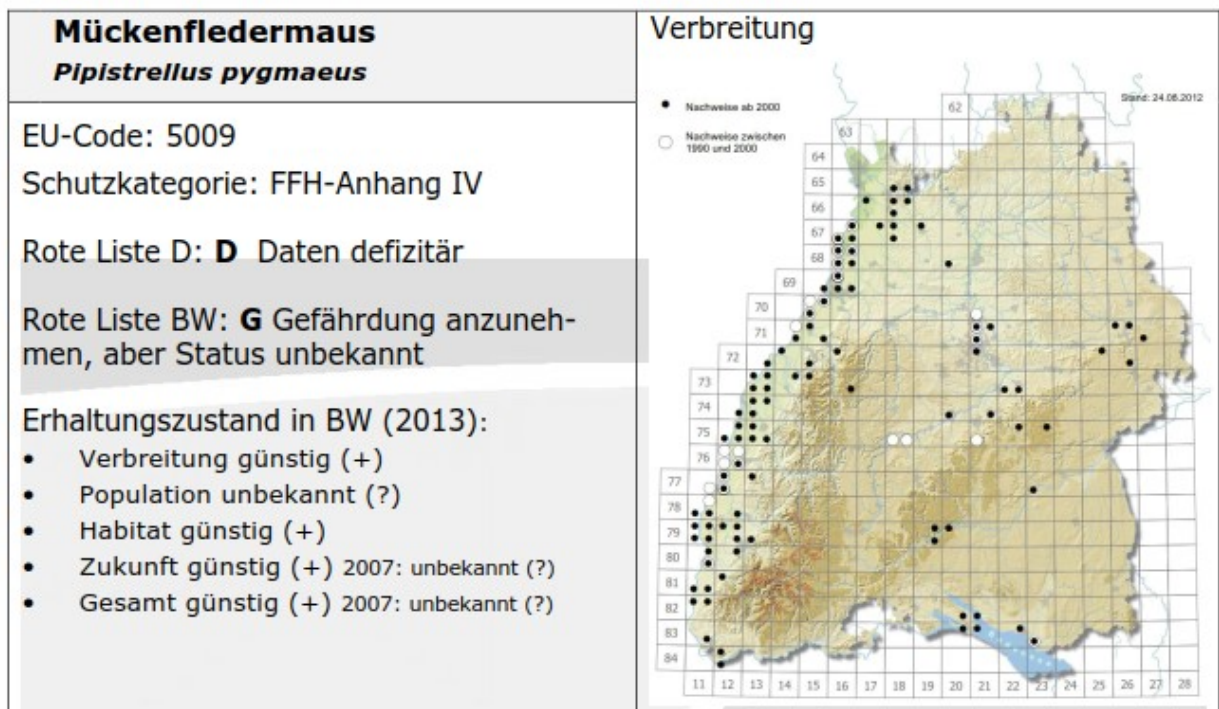 Mückenfledermaus
Pipistrellus pygmaeus
EU-Code: 5009
Schutzkategorie: FFH-Anhang IV
Rote Liste D: D Daten defizitär
Rote Liste BW: G Gefährdung anzuneh-
men, aber Status unbekannt
Erhaltungszustand in BW (2013):
• Verbreitung günstig (+)
• Population unbekannt (?)
• Habitat günstig (+)
• Zukunft günstig (+) 2007: unbekannt (?)
• Gesamt günstig (+) 2007: unbekannt (?)
Verbreitung
Nachweise ab 2000
Nachweise zwischen
1990 und 2000
Stand: 24.06.2012
62
63
64
65
66
67
68
69
70
71
72
73
74
75
76
77
78
79
80
81
82
83
84
11 12 13 14 15 16 17 18 19 20 21 22 23 24 25 26 27 28